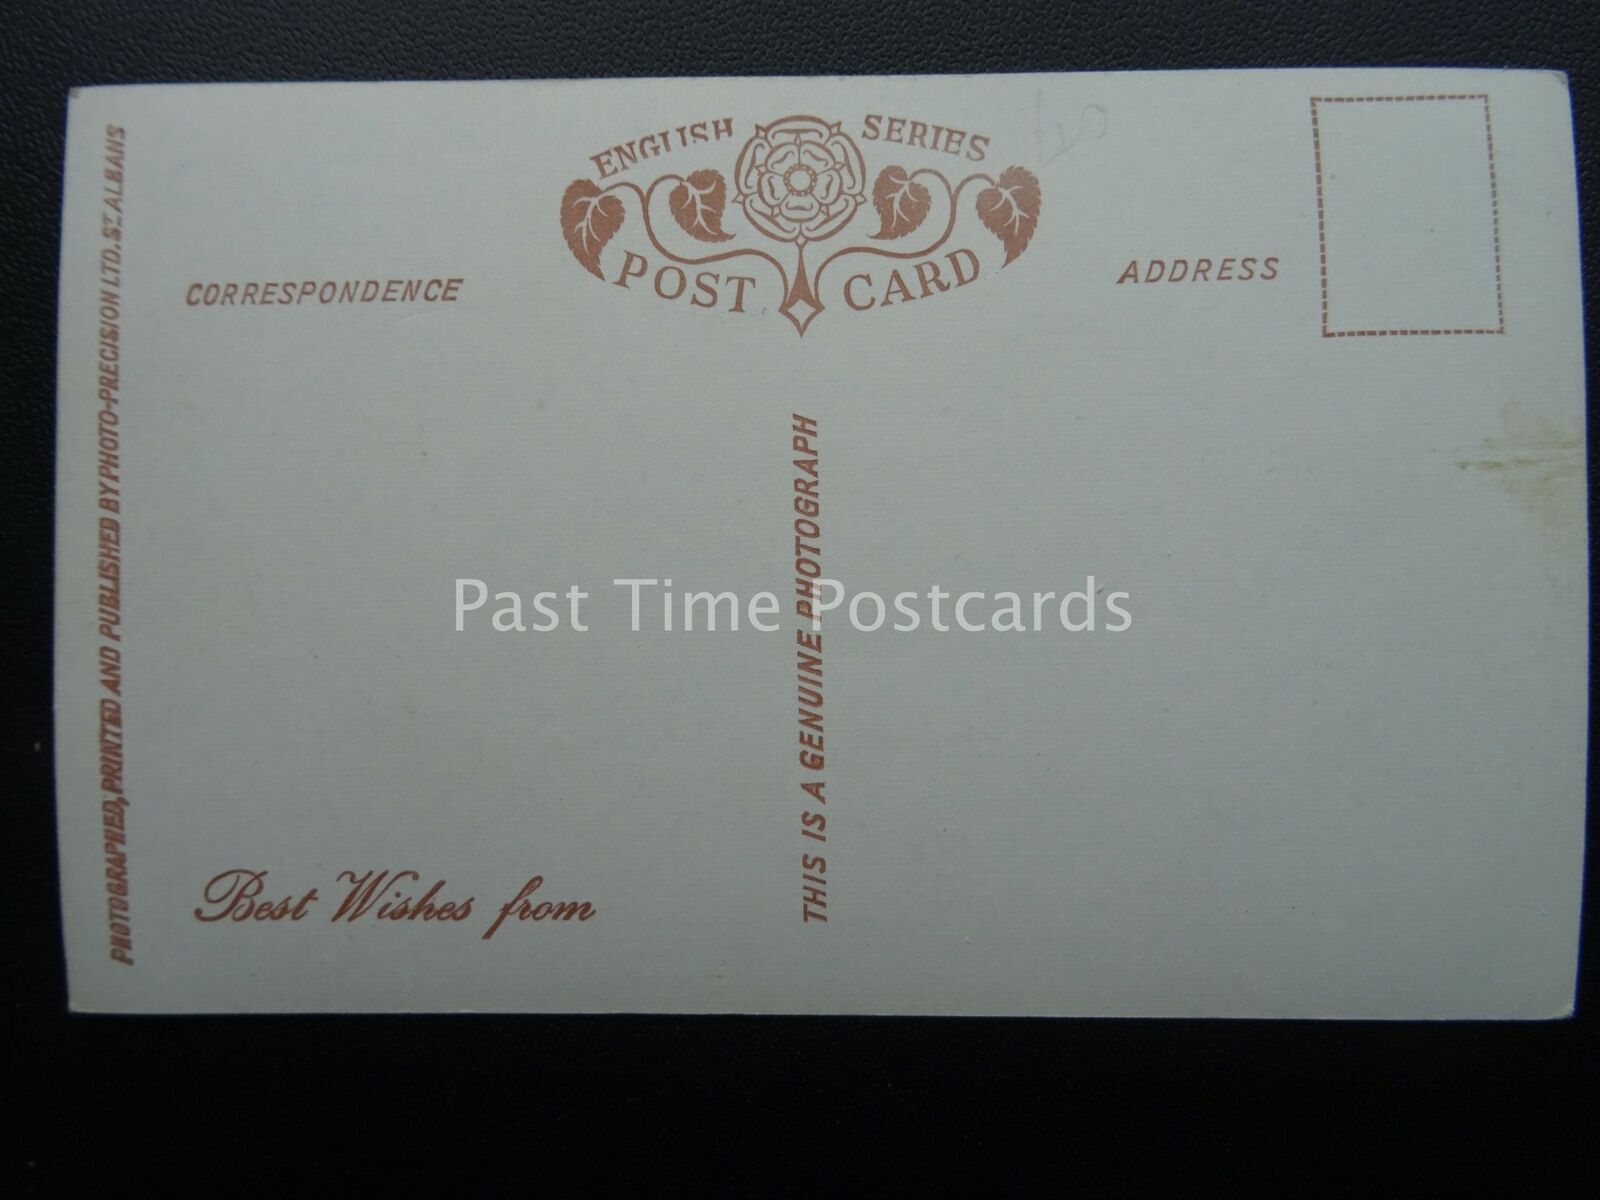 ENGLISH SERIES
POST CARD
CORRESPONDENCE
ADDRESS
PHOTOGRAPHED, PRINTED AND PUBLISHED BY PHOTO-PRECISION LTD. ST. ALBANS
THIS IS A GENUINE PHOTOGRAPH
Past Time Postcards
Best Wishes from